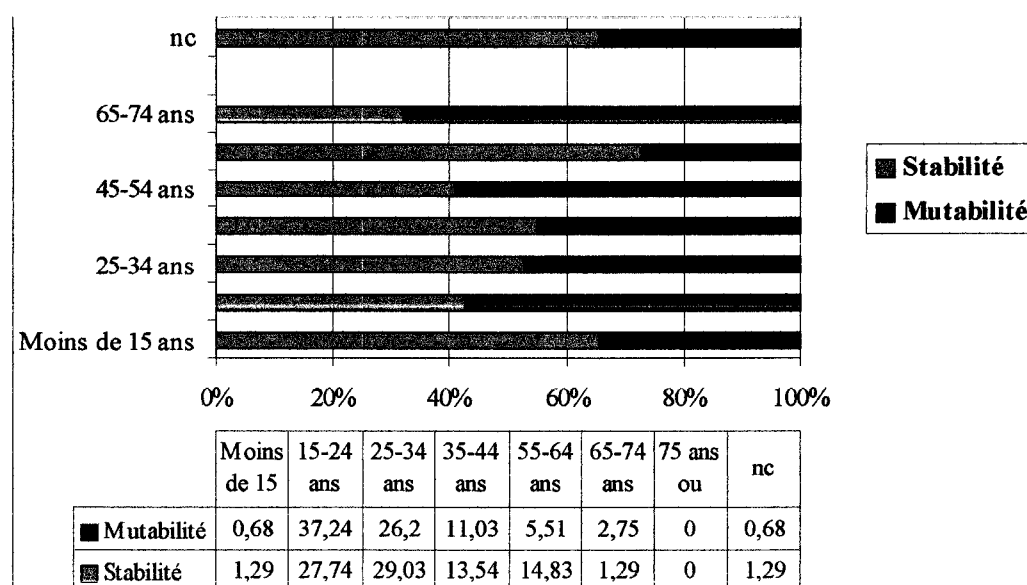 nc
65-74 ans
45-54 ans
25-34 ans
Moins de 15 ans
0% 20% 40% 60% 80% 100%
Stabilité
Mutabilité
Moins de 15 15-24 ans 25-34 ans 35-44 ans 55-64 ans 65-74 ans 75 ans ou nc
Mutabilité 0,68 37,24 26,2 11,03 5,51 2,75 0 0,68
Stabilité 1,29 27,74 29,03 13,54 14,83 1,29 0 1,29